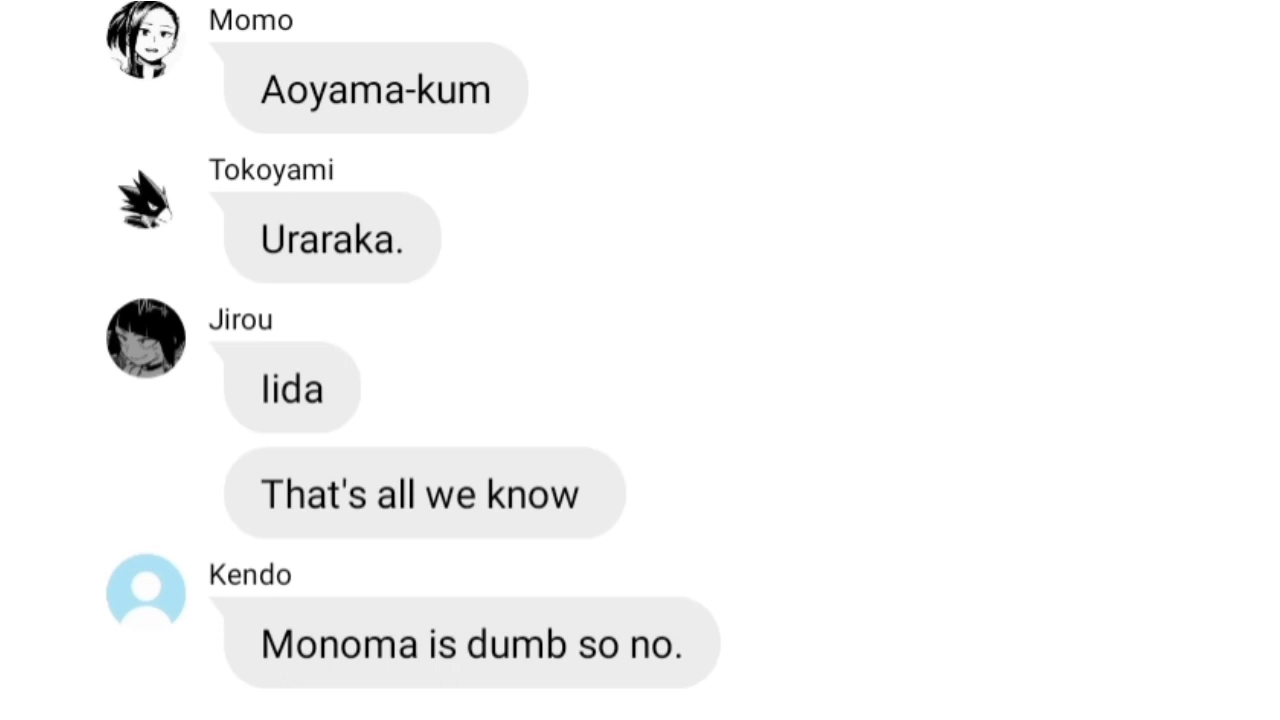 Momo
Aoyama-kum
Tokoyami
Uraraka.
Jirou
Iida
That's all we know
Kendo
Monoma is dumb so no.